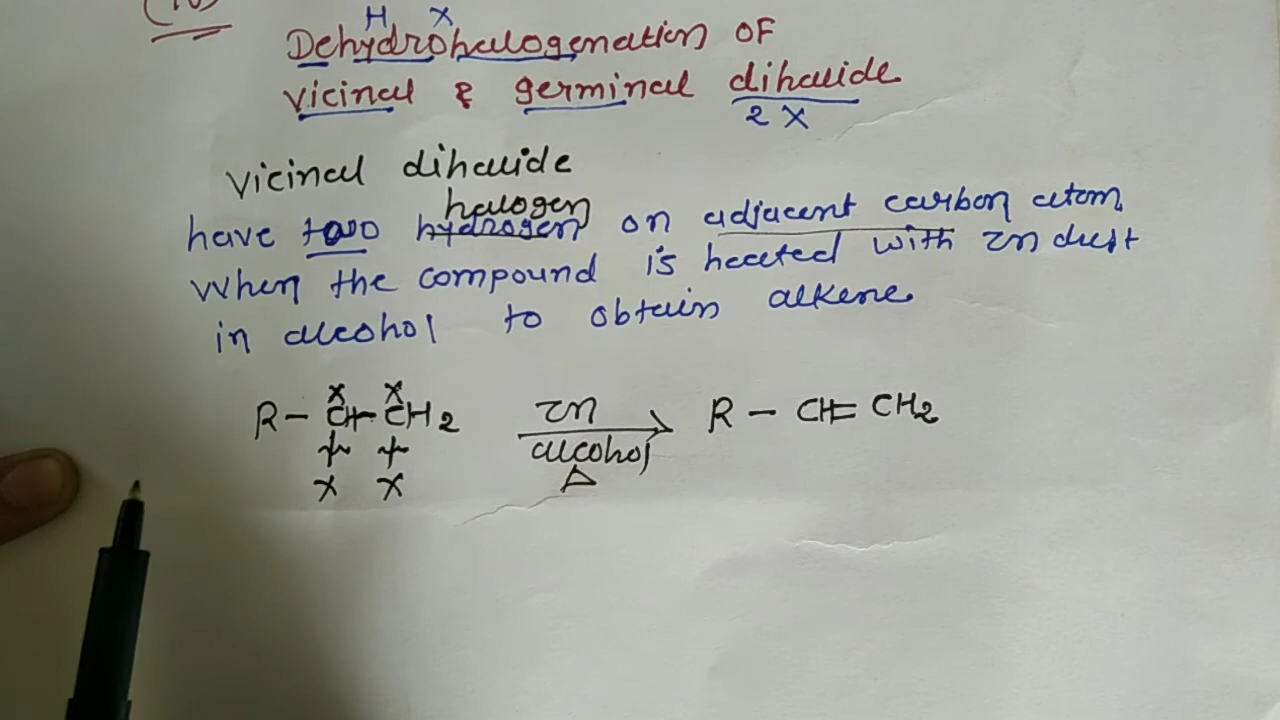 H X
Dehydrohalogenation OF
vicinal & germinal dihalide
2 X
vicinal dihalide
halogen
have two hydrogen on adjacent carbon atom
when the compound is heated with zn dust
in alcohol to obtain alkene.
x x
R - CH - CH2 zn R - CH = CH2
alcohol
Δ
X X